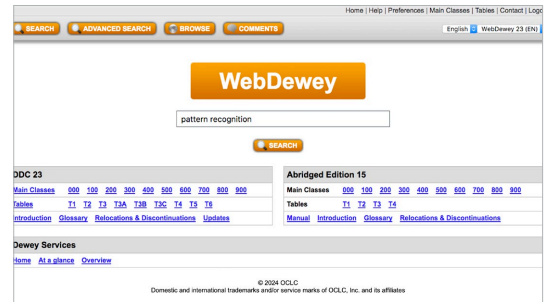 Home | Help | Preferences | Main Classes | Tables | Contact |
SEARCH ADVANCED SEARCH BROWSE COMMENTS English WebDewey 23 (EN)
WebDewey
pattern recognition
SEARCH
DDC 23
Main Classes 000 100 200 300 400 500 600 700 800 900
Tables T1 T2 T3 T3A T3B T3C T4 T5 T6
Introduction Glossary Relocations & Discontinuations Updates
Abridged Edition 15
Main Classes 000 100 200 300 400 500 600 700 800 900
Tables T1 T2 T3 T4
Manual Introduction Glossary Relocations & Discontinuations
Dewey Services
Home At a glance Overview
© 2024 OCLC
Domestic and international trademarks and/or service marks of OCLC, Inc. and its affiliates